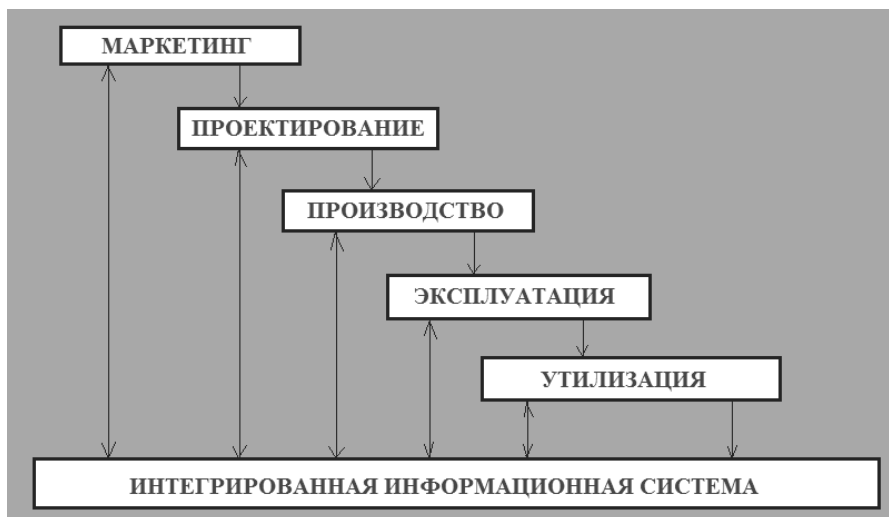 МАРКЕТИНГ
ПРОЕКТИРОВАНИЕ
ПРОИЗВОДСТВО
ЭКСПЛУАТАЦИЯ
УТИЛИЗАЦИЯ
ИНТЕГРИРОВАННАЯ ИНФОРМАЦИОННАЯ СИСТЕМА